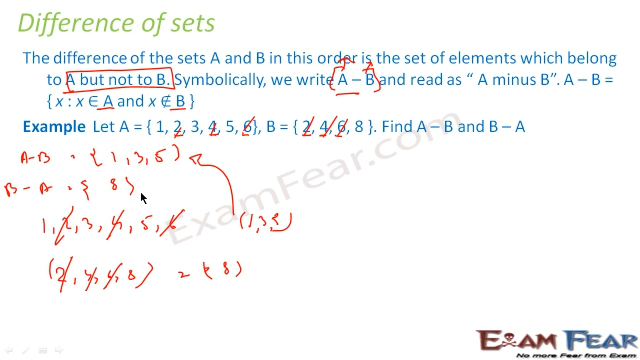 Difference of sets
The difference of the sets A and B in this order is the set of elements which belong
to A but not to B. Symbolically, we write A – B and read as “ A minus B”. A – B =
{ x : x ∈ A and x ∉ B }
Example Let A = { 1, 2, 3, 4, 5, 6}, B = { 2, 4, 6, 8 }. Find A – B and B – A
A-B = { 1, 3, 5 }
B - A = { 8 }
1, 2, 3, 4, 5, 6 (1, 3, 5)
(2, 4, 6, 8) = { 8 }
ExamFear.com
EXAM FEAR
No more Fear from Exams